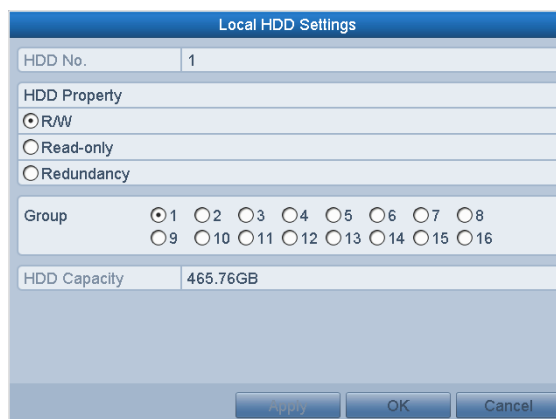 Local HDD Settings
HDD No. 1
HDD Property
R/W
Read-only
Redundancy
Group 1 2 3 4 5 6 7 8
9 10 11 12 13 14 15 16
HDD Capacity 465.76GB
Apply OK Cancel